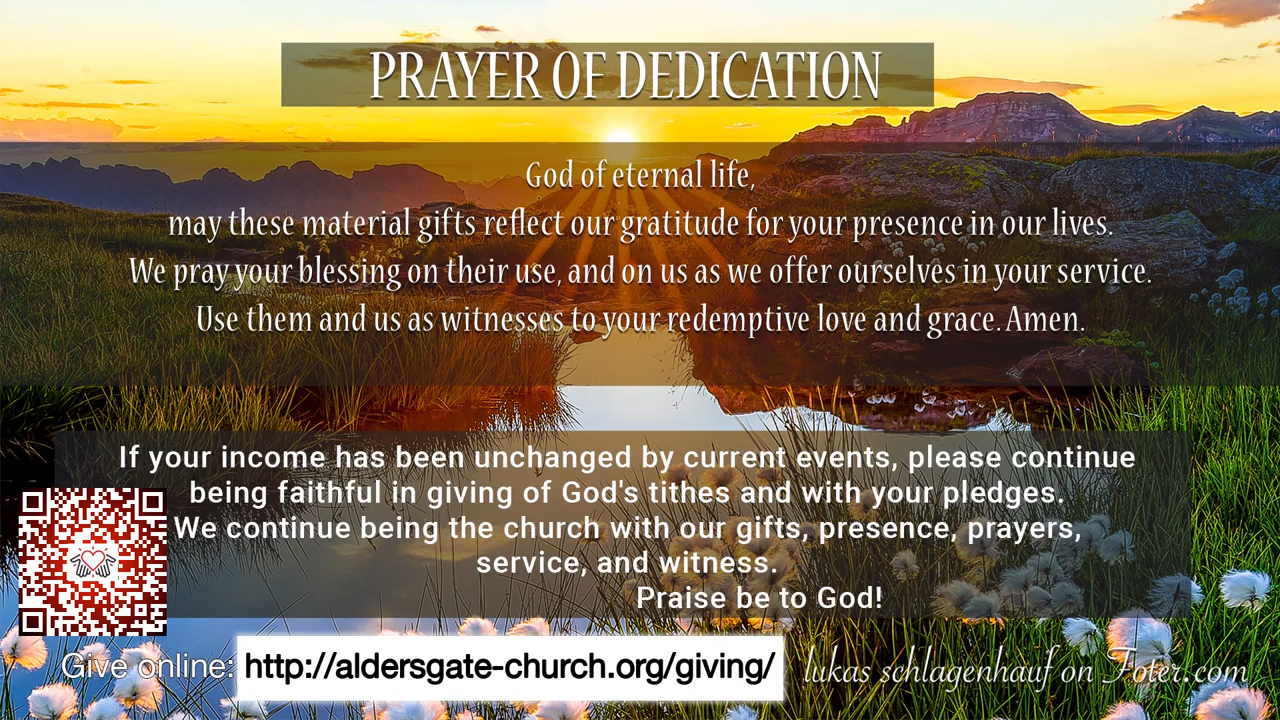 PRAYER OF DEDICATION
God of eternal life,
may these material gifts reflect our gratitude for your presence in our lives.
We pray your blessing on their use, and on us as we offer ourselves in your service.
Use them and us as witnesses to your redemptive love and grace. Amen.
If your income has been unchanged by current events, please continue
being faithful in giving of God's tithes and with your pledges.
We continue being the church with our gifts, presence, prayers,
service, and witness.
Praise be to God!
Give online: http://aldersgate-church.org/giving/
lukas schlagenhauf on Foter.com